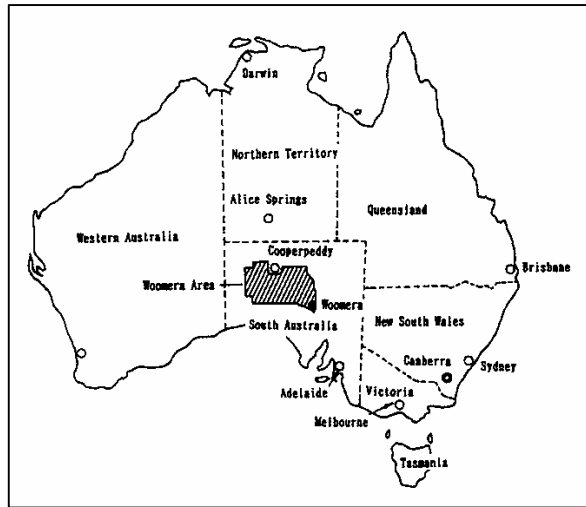 Darwin
Northern Territory
Alice Springs
Queensland
Western Australia
Cooperpeddy
Brisbane
Woomera Area
Woomera
New South Wales
South Australia
Canberra
Sydney
Adelaide
Victoria
Melbourne
Tasmania